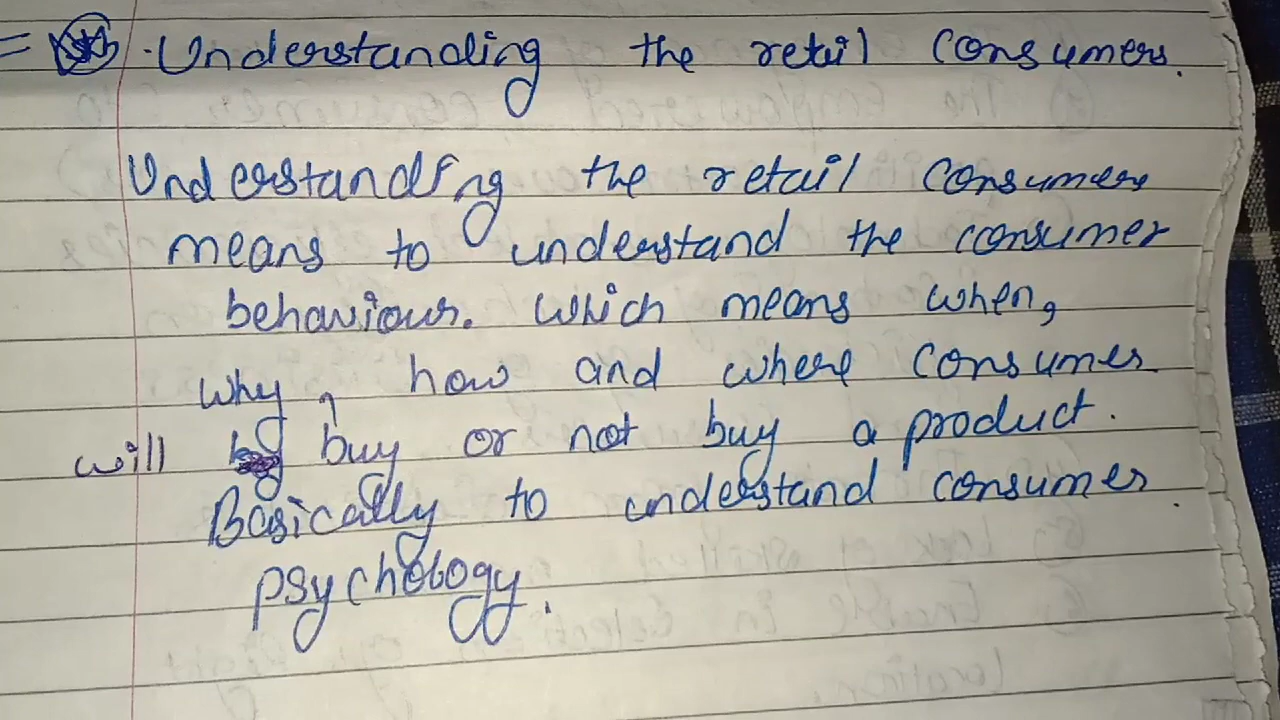 = . Understanding the retail consumers.
Understanding the retail consumers
means to understand the consumer
behaviour. Which means when,
why, how and where consumer
will buy or not buy a product.
Basically to understand consumer
psychology.